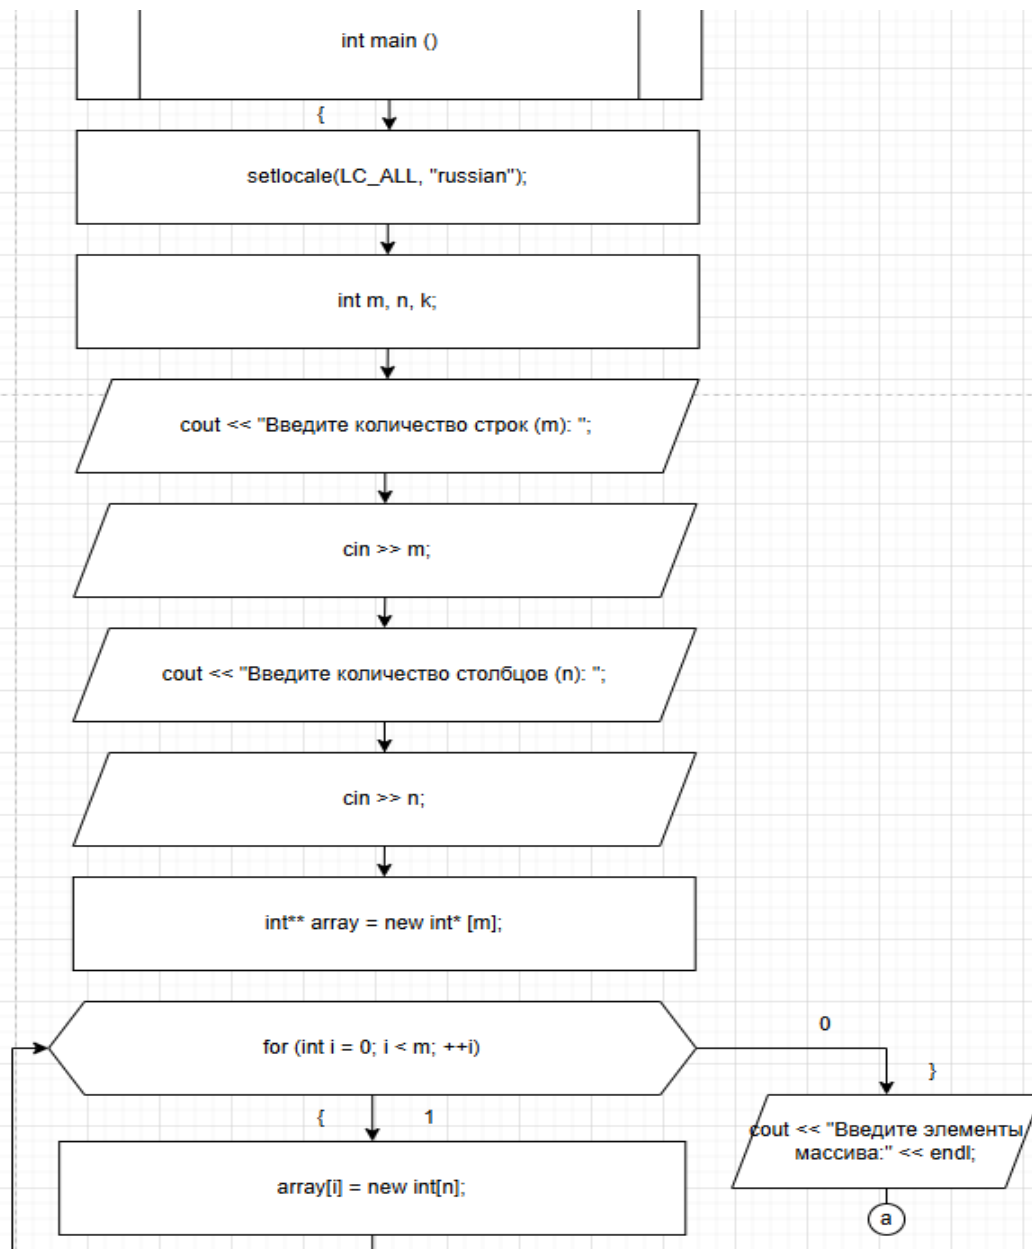 int main ()
{
setlocale(LC_ALL, "russian");
int m, n, k;
cout << "Введите количество строк (m): ";
cin >> m;
cout << "Введите количество столбцов (n): ";
cin >> n;
int** array = new int* [m];
for (int i = 0; i < m; ++i)
0
}
{
1
cout << "Введите элементы
массива:" << endl;
array[i] = new int[n];
a